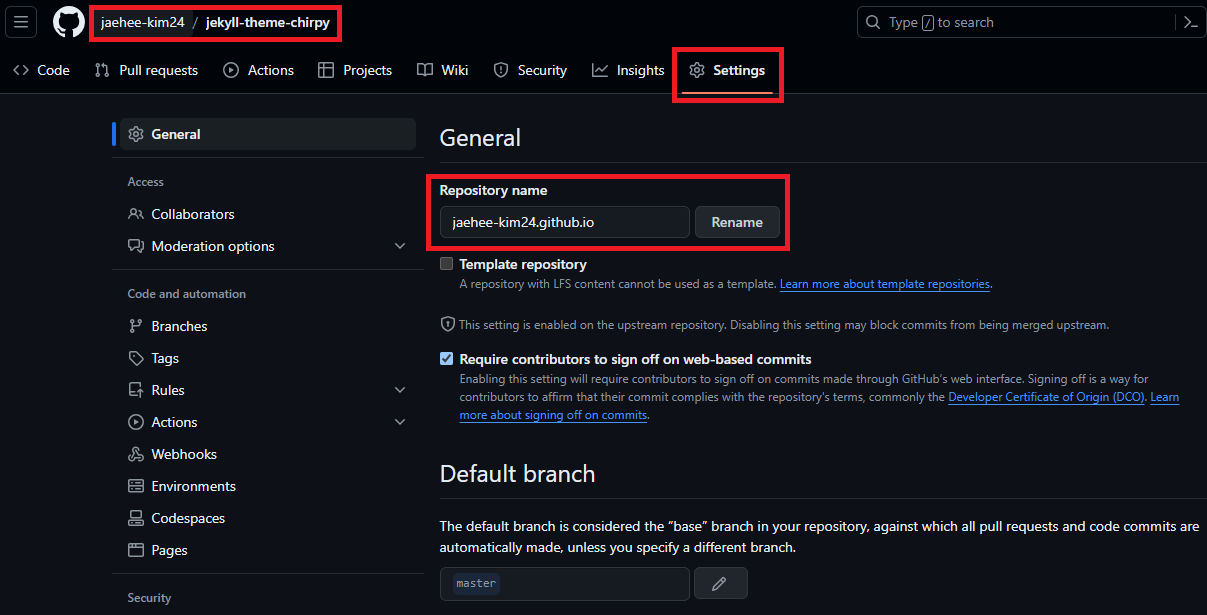 jaehee-kim24 / jekyll-theme-chirpy
Type / to search
Code Pull requests Actions Projects Wiki Security Insights Settings
General
Access
Collaborators
Moderation options
Code and automation
Branches
Tags
Rules
Actions
Webhooks
Environments
Codespaces
Pages
Security
General
Repository name
jaehee-kim24.github.io Rename
Template repository
A repository with LFS content cannot be used as a template. Learn more about template repositories.
This setting is enabled on the upstream repository. Disabling this setting may block commits from being merged upstream.
Require contributors to sign off on web-based commits
Enabling this setting will require contributors to sign off on commits made through GitHub's web interface. Signing off is a way for
contributors to affirm that their commit complies with the repository's terms, commonly the Developer Certificate of Origin (DCO). Learn
more about signing off on commits.
Default branch
The default branch is considered the “base” branch in your repository, against which all pull requests and code commits are
automatically made, unless you specify a different branch.
master